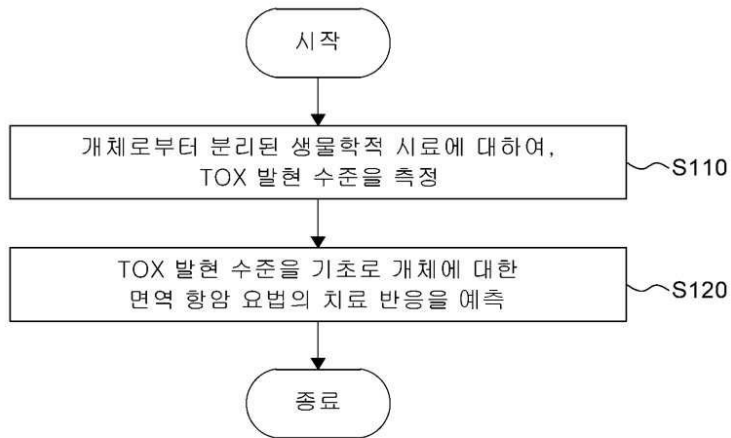 시작
개체로부터 분리된 생물학적 시료에 대하여,
TOX 발현 수준을 측정
S110
TOX 발현 수준을 기초로 개체에 대한
면역 항암 요법의 치료 반응을 예측
S120
종료